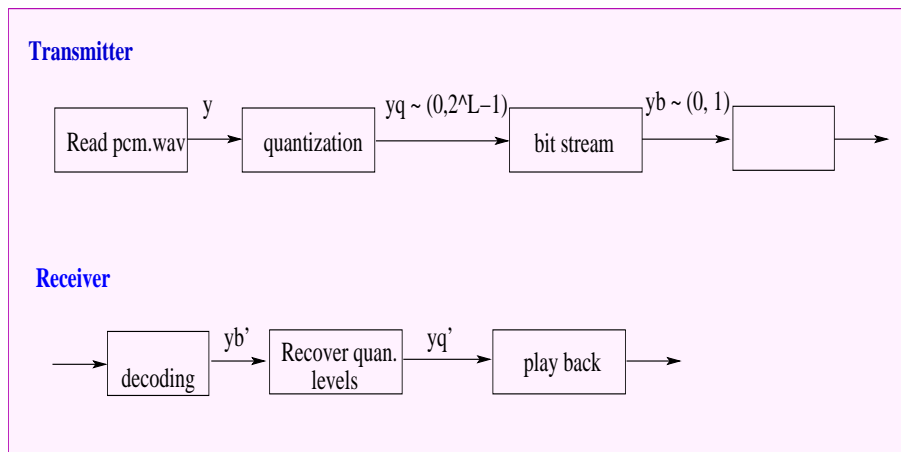 Transmitter
y
yq ~ (0,2^L−1)
yb ~ (0, 1)
Read pcm.wav
quantization
bit stream
Receiver
yb’
yq’
decoding
Recover quan.
levels
play back